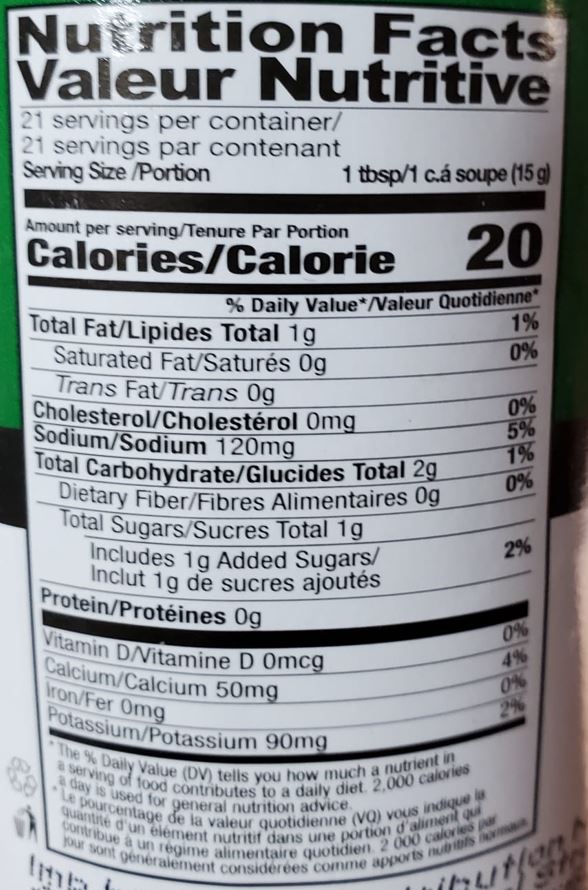 Nutrition Facts
Valeur Nutritive
21 servings per container/
21 servings par contenant
Serving Size /Portion 1 tbsp/1 c.á soupe (15 g)
Amount per serving/Tenure Par Portion
Calories/Calorie 20
% Daily Value*/Valeur Quotidienne*
Total Fat/Lipides Total 1g 1%
Saturated Fat/Saturés 0g 0%
Trans Fat/Trans 0g
Cholesterol/Cholestérol 0mg 0%
Sodium/Sodium 120mg 5%
Total Carbohydrate/Glucides Total 2g 1%
Dietary Fiber/Fibres Alimentaires 0g 0%
Total Sugars/Sucres Total 1g
Includes 1g Added Sugars/ 2%
Inclut 1g de sucres ajoutés
Protein/Protéines 0g
Vitamin D/Vitamine D 0mcg 0%
Calcium/Calcium 50mg 4%
Iron/Fer 0mg 0%
Potassium/Potassium 90mg 2%
* The % Daily Value (DV) tells you how much a nutrient in
a serving of food contributes to a daily diet. 2,000 calories
a day is used for general nutrition advice.
* Le pourcentage de la valeur quotidienne (VQ) vous indique la
quantité d'un élément nutritif dans une portion d'aliment qui
contribue à un régime alimentaire quotidien. 2 000 calories par
jour sont généralement considérées comme apports nutritifs normaux.